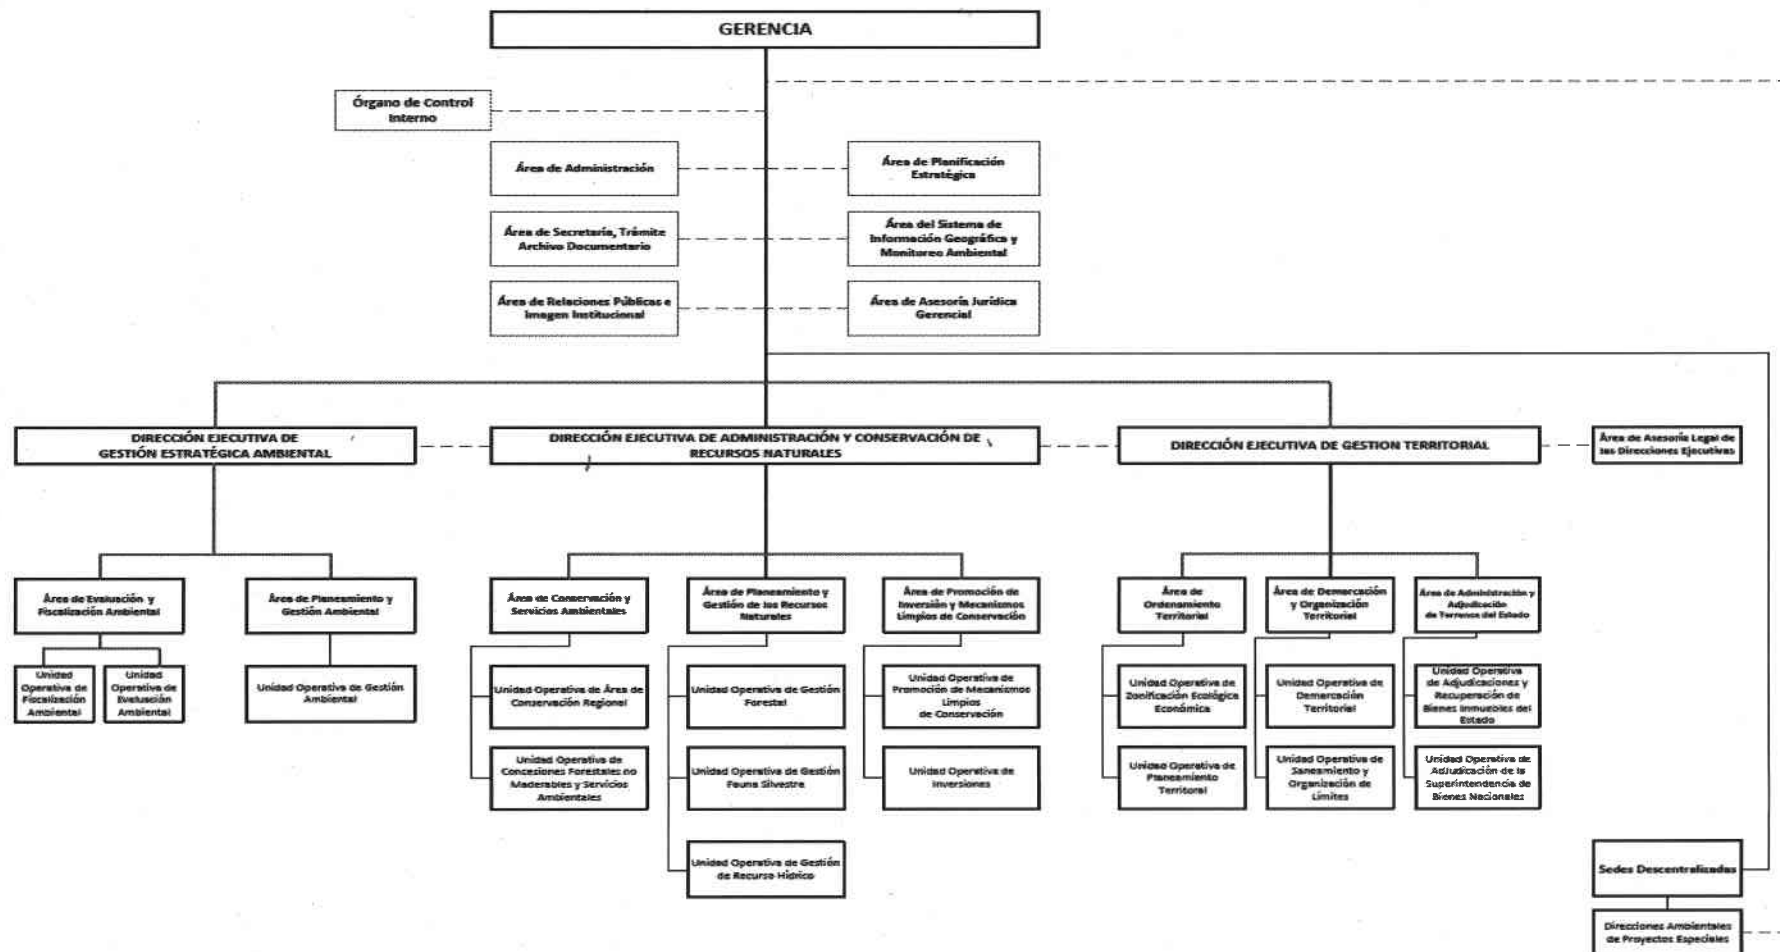 GERENCIA
Órgano de Control
Interno
Área de Administración
Área de Planificación
Estratégica
Área de Secretaría, Trámite
Archivo Documentario
Área del Sistema de
Información Geográfica y
Monitoreo Ambiental
Área de Relaciones Públicas e
Imagen Institucional
Área de Asesoría Jurídica
Gerencial
DIRECCIÓN EJECUTIVA DE
GESTIÓN ESTRATÉGICA AMBIENTAL
DIRECCIÓN EJECUTIVA DE ADMINISTRACIÓN Y CONSERVACIÓN DE
RECURSOS NATURALES
DIRECCIÓN EJECUTIVA DE GESTION TERRITORIAL
Área de Asesoría Legal de
las Direcciones Ejecutivas
Área de Evaluación y
Fiscalización Ambiental
Área de Planeamiento y
Gestión Ambiental
Área de Conservación y
Servicios Ambientales
Área de Planeamiento y
Gestión de los Recursos
Naturales
Área de Promoción de
Inversión y Mecanismos
Limpios de Conservación
Área de
Ordenamiento
Territorial
Área de Demarcación
y Organización
Territorial
Área de Administración y
Adjudicación
de Terrenos del Estado
Unidad
Operativa de
Fiscalización
Ambiental
Unidad
Operativa de
Evaluación
Ambiental
Unidad Operativa de Gestión
Ambiental
Unidad Operativa de Área de
Conservación Regional
Unidad Operativa de Gestión
Forestal
Unidad Operativa de
Promoción de Mecanismos
Limpios
de Conservación
Unidad Operativa de
Zonificación Ecológica
Económica
Unidad Operativa de
Demarcación
Territorial
Unidad Operativa
de Adjudicaciones y
Recuperación de
Bienes Inmuebles del
Estado
Unidad Operativa de
Concesiones Forestales no
Maderables y Servicios
Ambientales
Unidad Operativa de Gestión
Fauna Silvestre
Unidad Operativa de
Inversiones
Unidad Operativa de
Planeamiento
Territoral
Unidad Operativa de
Saneamiento y
Organización de
Límites
Unidad Operativa de
Adjudicación de la
Superintendencia de
Bienes Nacionales
Unidad Operativa de Gestión
de Recurso Hídrico
Sedes Descentralizadas
Direcciones Ambientales
de Proyectos Especiales